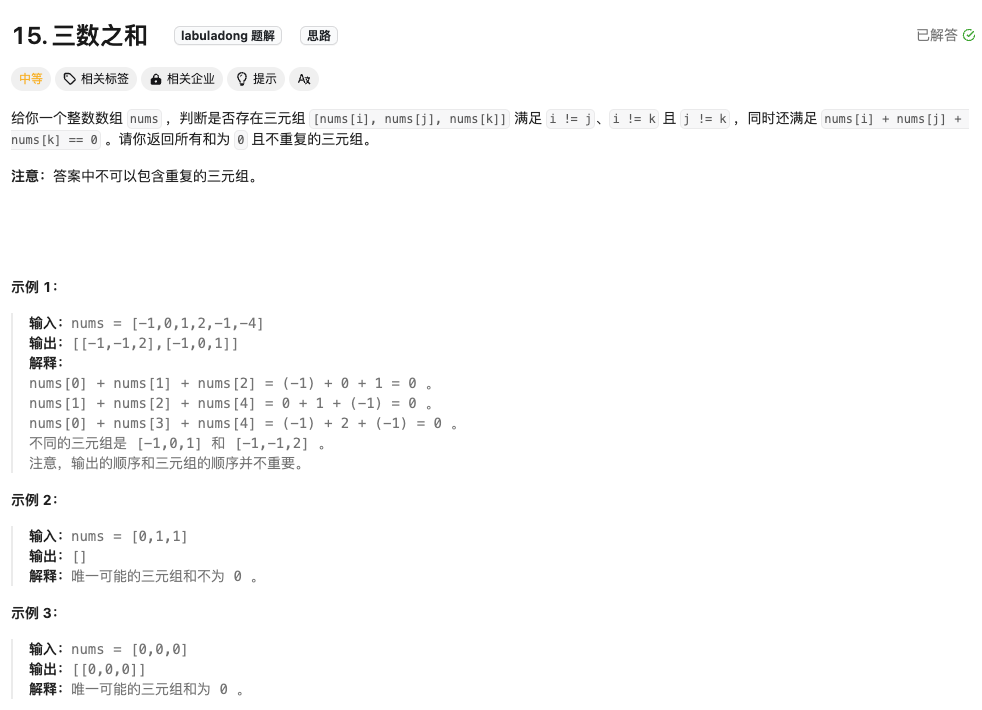 15. 三数之和 labuladong 题解 思路 已解答
中等 相关标签 相关企业 提示 Aあ
给你一个整数数组 nums ，判断是否存在三元组 [nums[i], nums[j], nums[k]] 满足 i != j、i != k 且 j != k ，同时还满足 nums[i] + nums[j] +
nums[k] == 0 。请你返回所有和为 0 且不重复的三元组。
注意：答案中不可以包含重复的三元组。
示例 1：
输入：nums = [-1,0,1,2,-1,-4]
输出：[[-1,-1,2],[-1,0,1]]
解释：
nums[0] + nums[1] + nums[2] = (-1) + 0 + 1 = 0 。
nums[1] + nums[2] + nums[4] = 0 + 1 + (-1) = 0 。
nums[0] + nums[3] + nums[4] = (-1) + 2 + (-1) = 0 。
不同的三元组是 [-1,0,1] 和 [-1,-1,2] 。
注意，输出的顺序和三元组的顺序并不重要。
示例 2：
输入：nums = [0,1,1]
输出：[]
解释：唯一可能的三元组和不为 0 。
示例 3：
输入：nums = [0,0,0]
输出：[[0,0,0]]
解释：唯一可能的三元组和为 0 。